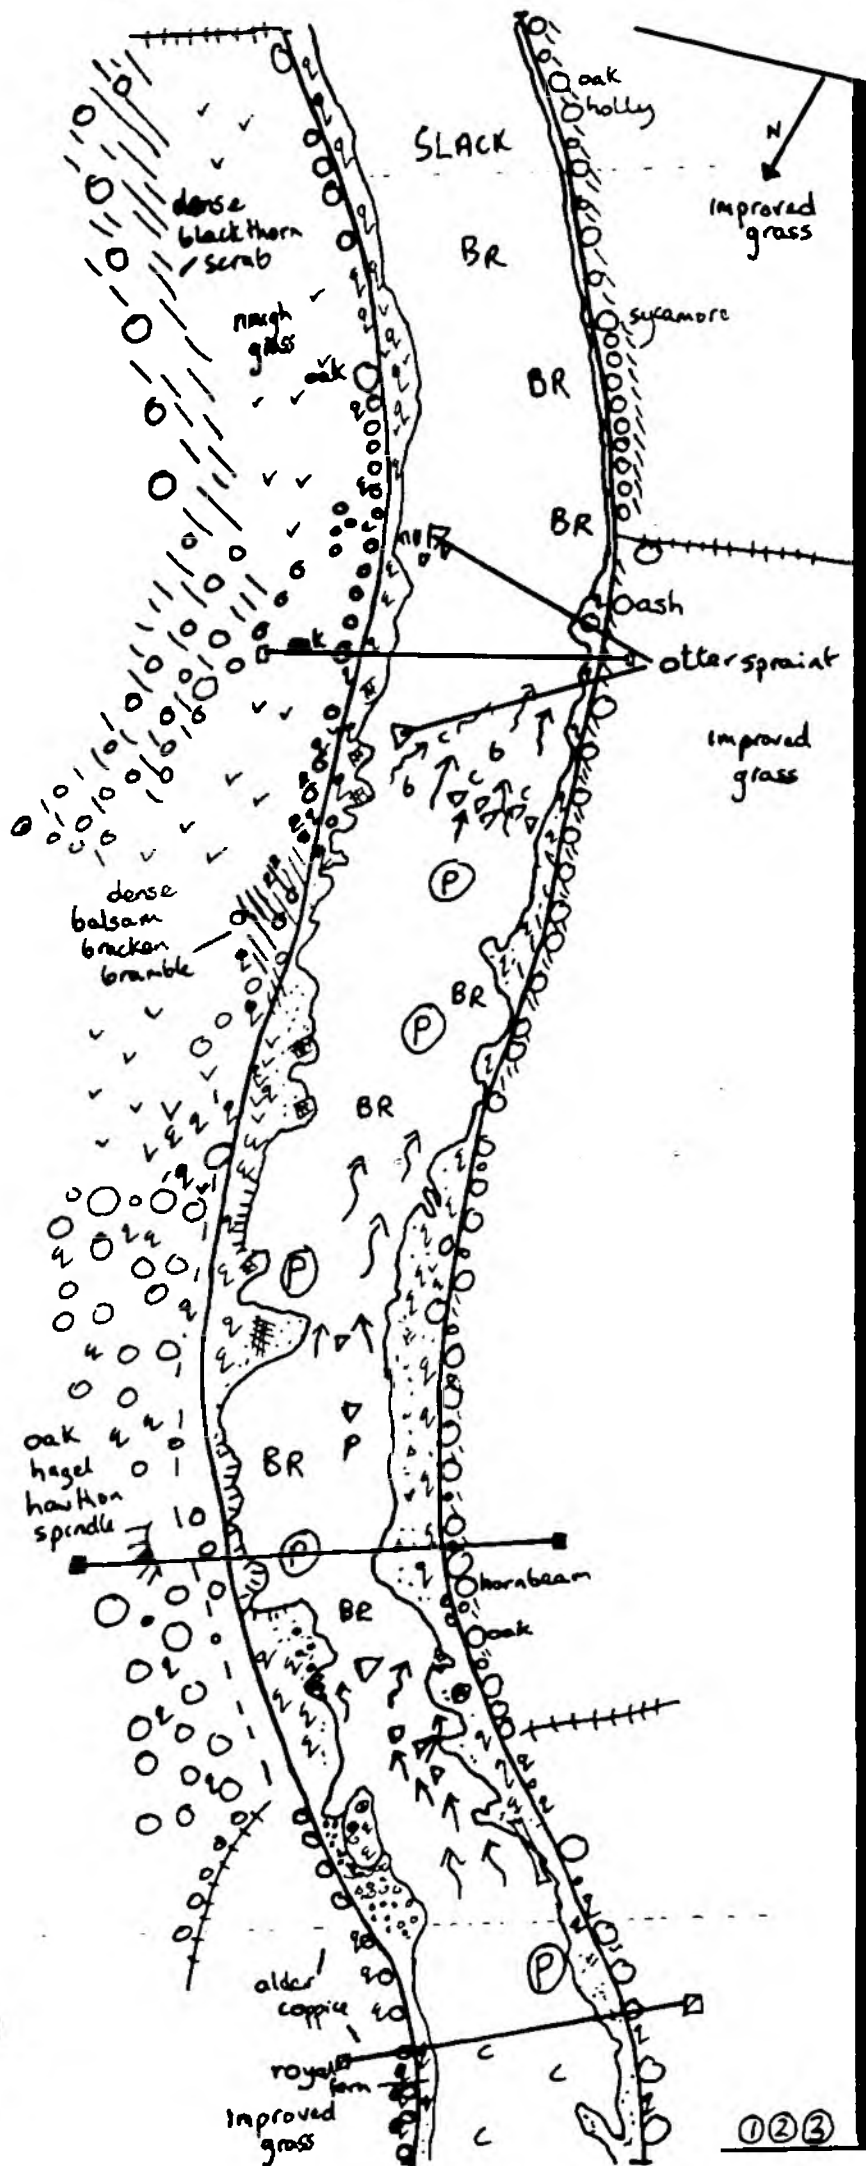 oak
holly
SLACK
N
improved
grass
dense
blackthorn
scrub
BR
rough
grass
sycamore
oak
BR
BR
ash
oak
otter spraint
c
b
c
b
c
improved
grass
P
dense
balsam
bracken
bramble
BR
P
BR
P
P
oak
hazel
hawthorn
spindle
BR
P
hornbeam
BR
oak
P
alder
coppice
royal
fern
c
c
c
improved
grass
①②③